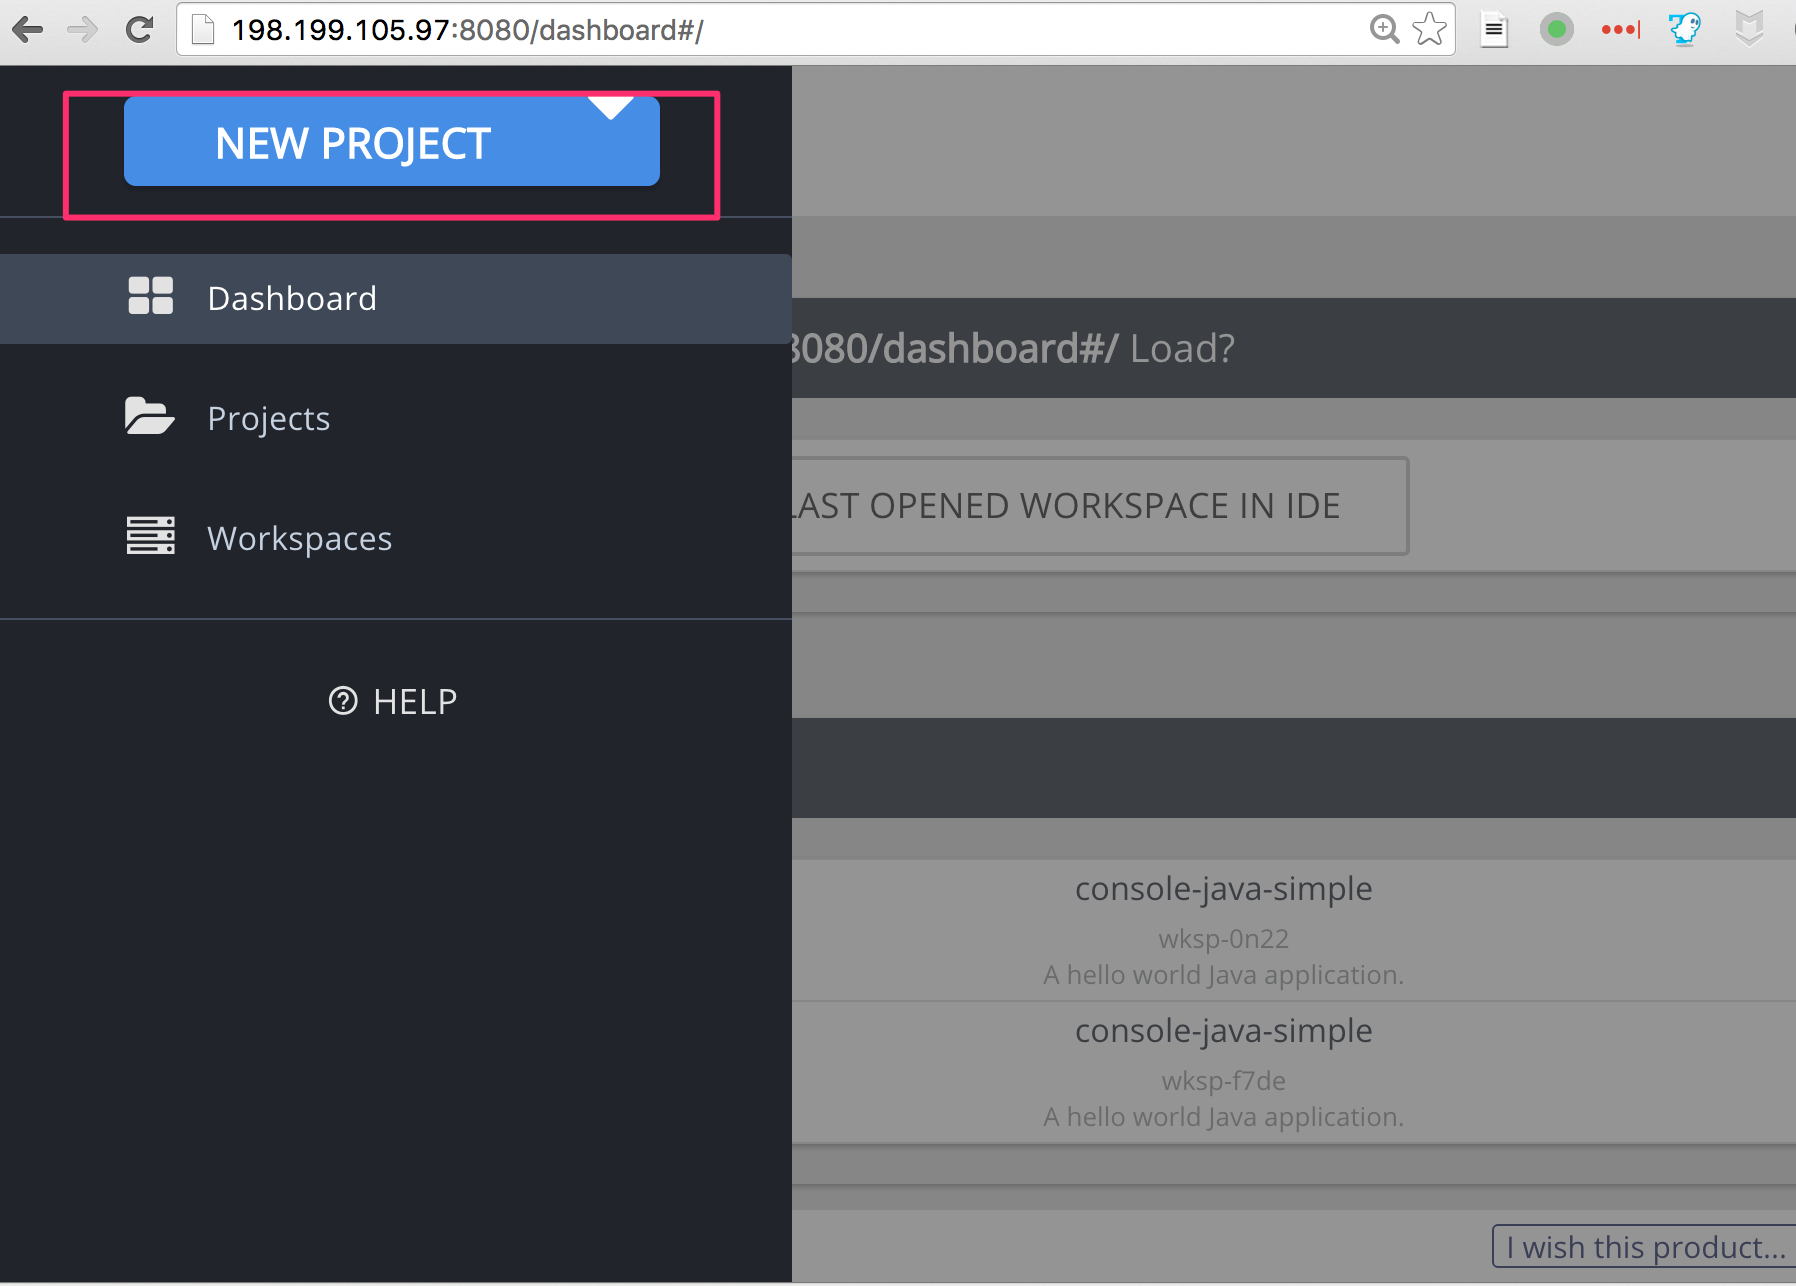 198.199.105.97:8080/dashboard#/
NEW PROJECT
Dashboard
Projects
Workspaces
HELP
8080/dashboard#/ Load?
LAST OPENED WORKSPACE IN IDE
console-java-simple
wksp-0n22
A hello world Java application.
console-java-simple
wksp-f7de
A hello world Java application.
I wish this product...